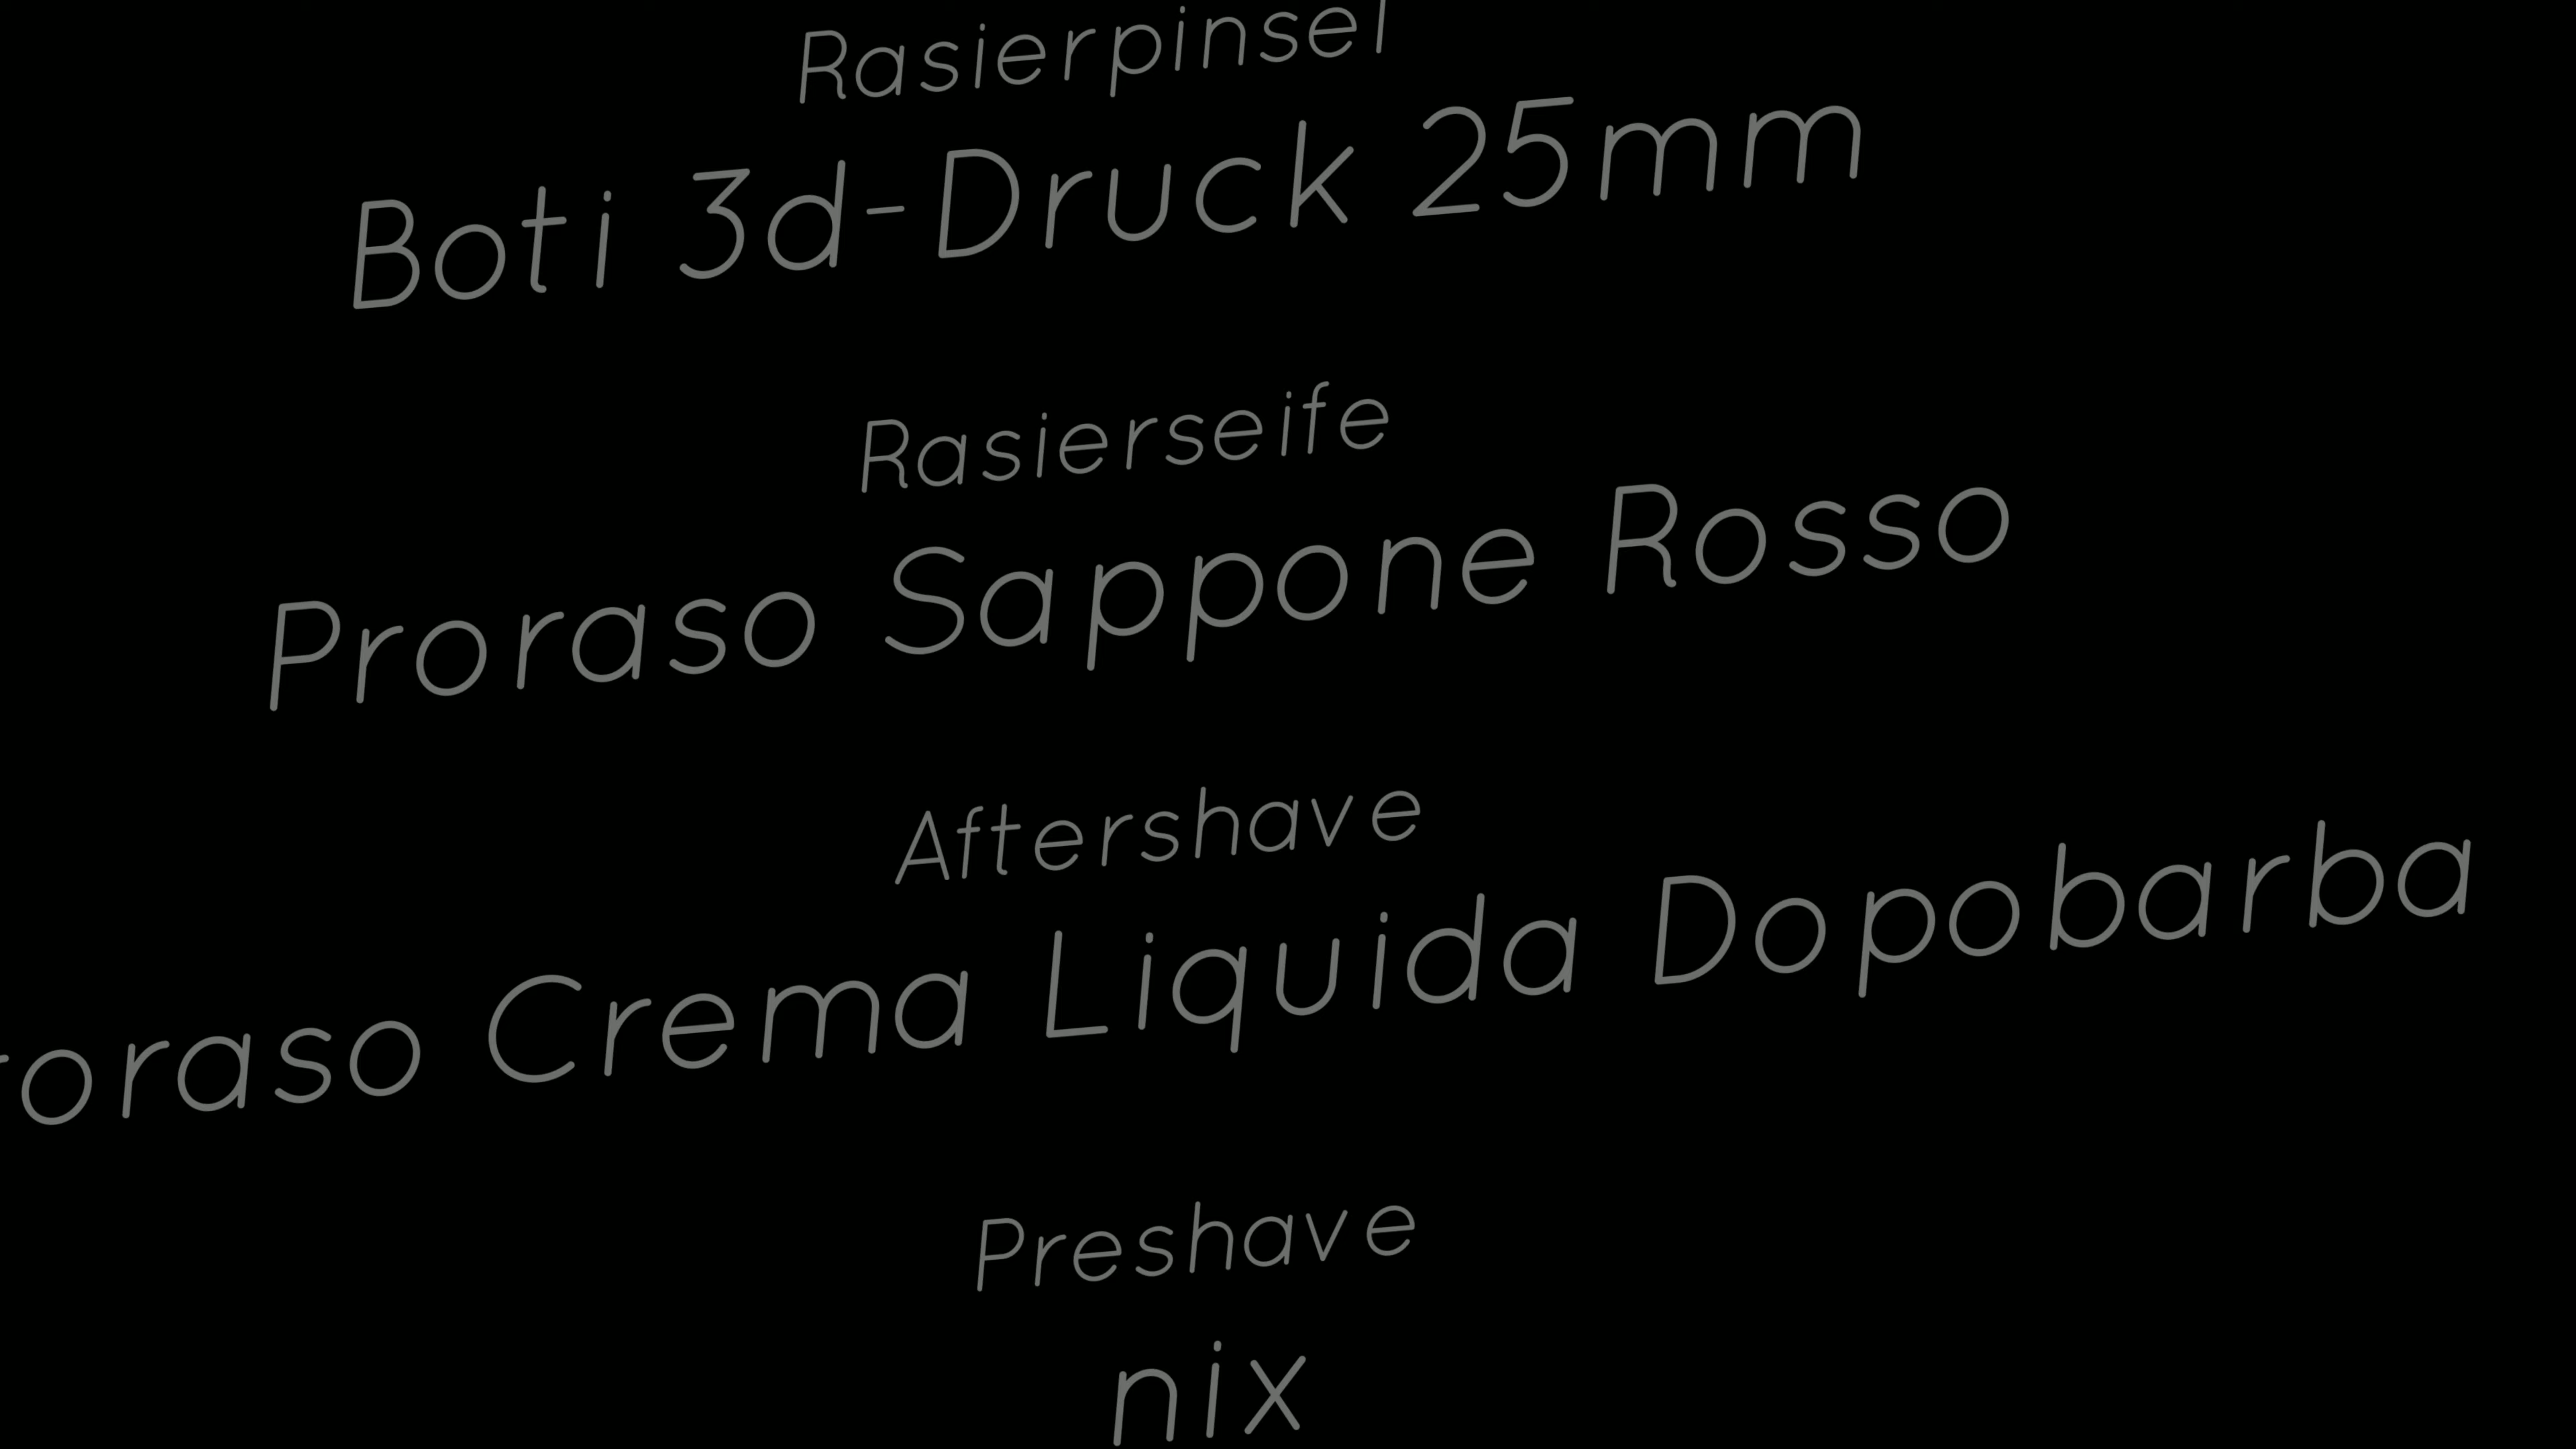 Rasierpinsel
Boti 3d-Druck 25mm
Rasierseife
Proraso Sappone Rosso
Aftershave
roraso Crema Liquida Dopobarba
Preshave
nix